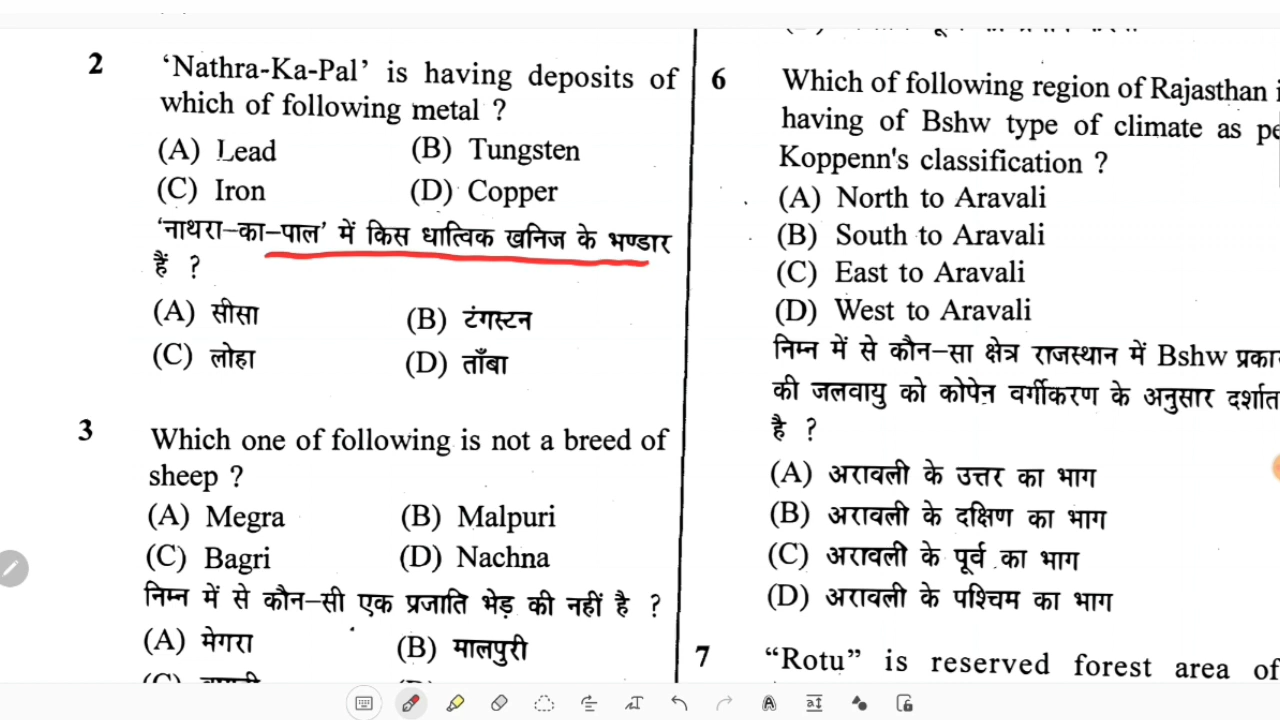 2 'Nathra-Ka-Pal' is having deposits of
which of following metal ?
(A) Lead (B) Tungsten
(C) Iron (D) Copper
'नाथरा-का-पाल' में किस धात्विक खनिज के भण्डार
हैं ?
(A) सीसा (B) टंगस्टन
(C) लोहा (D) ताँबा
3 Which one of following is not a breed of
sheep ?
(A) Megra (B) Malpuri
(C) Bagri (D) Nachna
निम्न में से कौन-सी एक प्रजाति भेड़ की नहीं है ?
(A) मेगरा (B) मालपुरी
6 Which of following region of Rajasthan
having of Bshw type of climate as
Koppenn's classification ?
(A) North to Aravali
(B) South to Aravali
(C) East to Aravali
(D) West to Aravali
निम्न में से कौन-सा क्षेत्र राजस्थान में Bshw
की जलवायु को कोपेन वर्गीकरण के अनुसार
है ?
(A) अरावली के उत्तर का भाग
(B) अरावली के दक्षिण का भाग
(C) अरावली के पूर्व का भाग
(D) अरावली के पश्चिम का भाग
7 "Rotu" is reserved forest area of